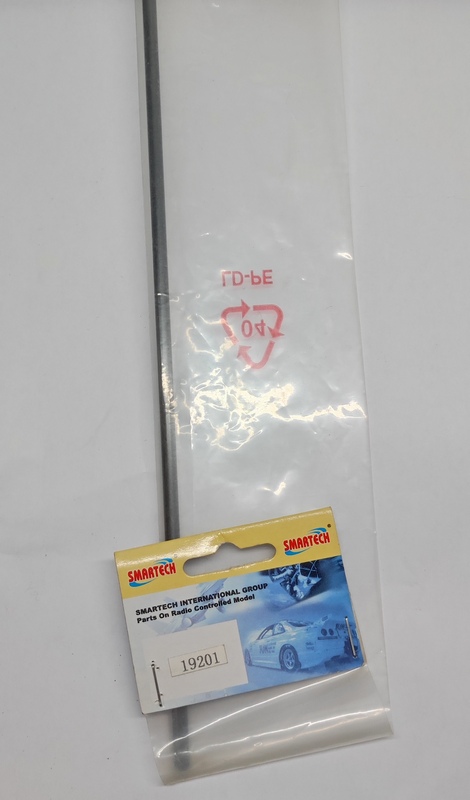 LD-PE
04
SMARTECH
SMARTECH®
SMARTECH INTERNATIONAL GROUP
Parts On Radio Controlled Model
19201